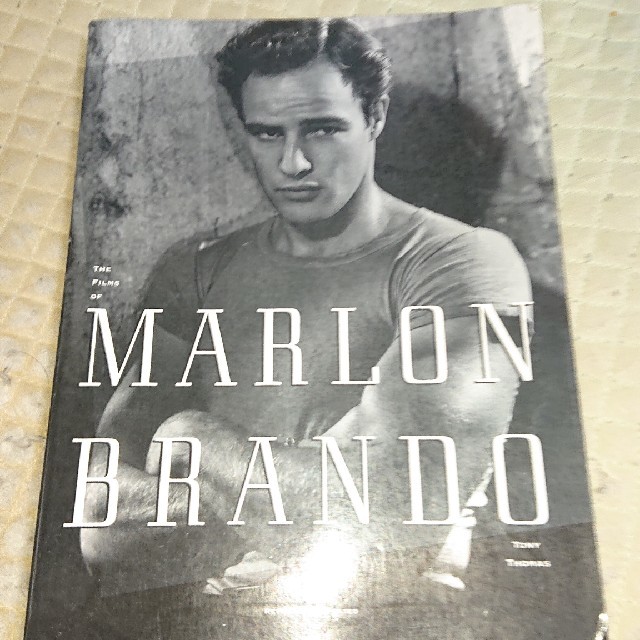 THE
FILMS
OF
MARLON
BRANDO
TONY
THOMAS